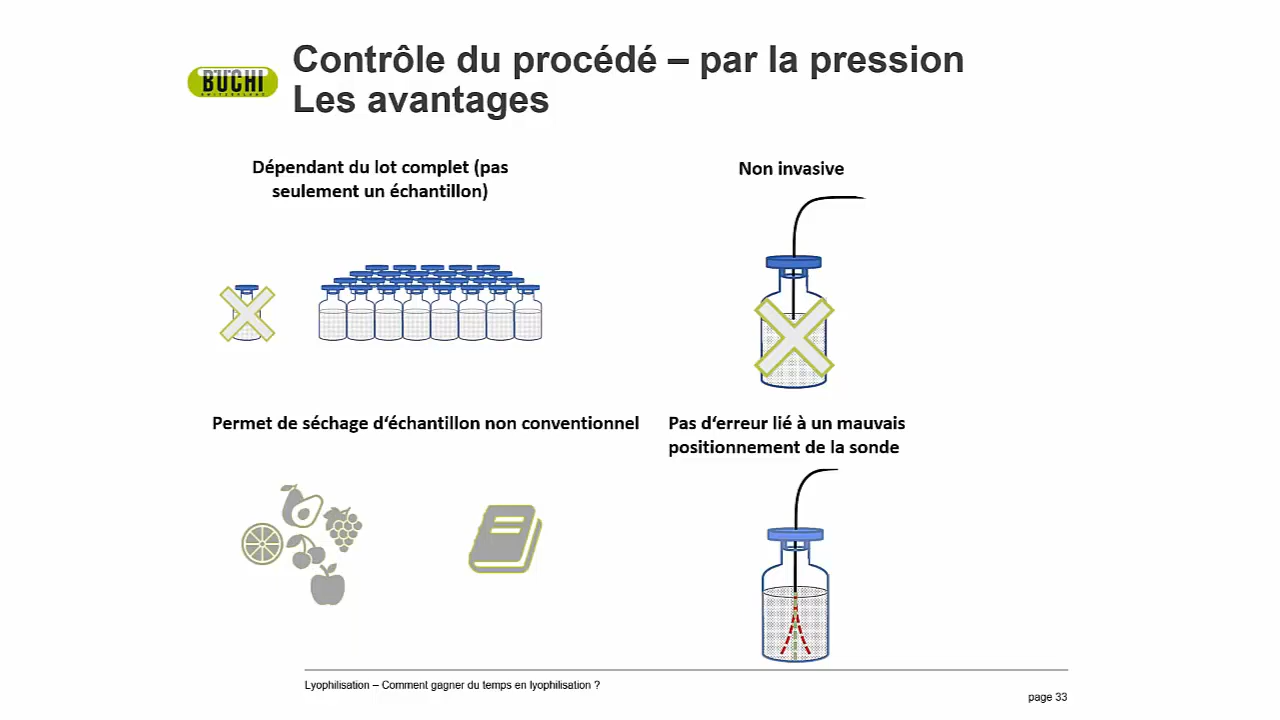 BUCHI
SWITZERLAND
Contrôle du procédé – par la pression
Les avantages
Dépendant du lot complet (pas
seulement un échantillon)
Non invasive
Permet de séchage d‘échantillon non conventionnel
Pas d‘erreur lié à un mauvais
positionnement de la sonde
Lyophilisation – Comment gagner du temps en lyophilisation ?
page 33